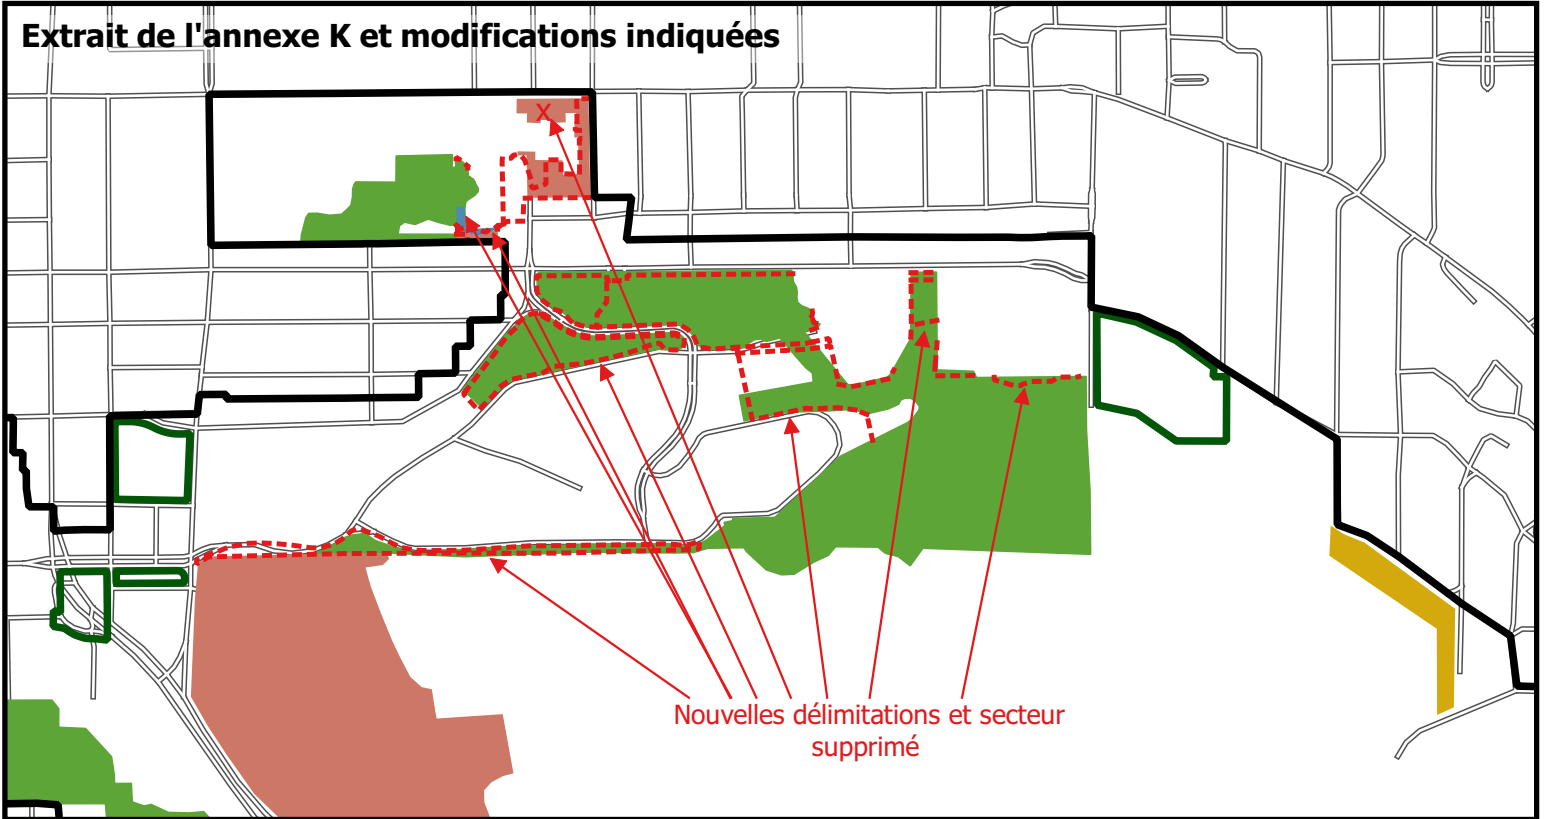 Extrait de l'annexe K et modifications indiquées
X
Nouvelles délimitations et secteur
supprimé